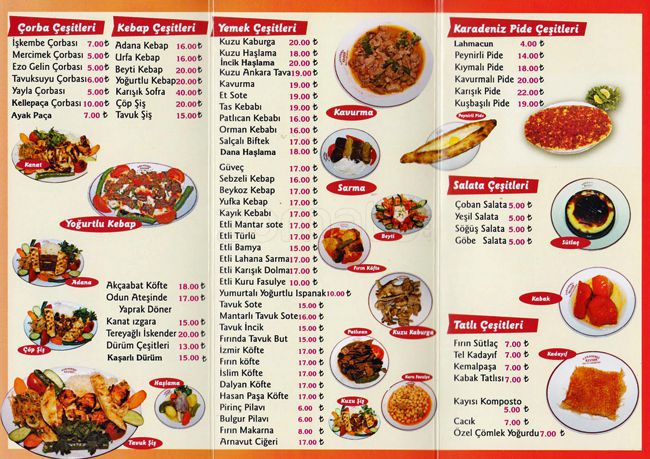 Çorba Çeşitleri
İşkembe Çorbası 7.00 ₺
Mercimek Çorbası 5.00 ₺
Ezo Gelin Çorbası 5.00 ₺
Tavuksuyu Çorbası 6.00 ₺
Yayla Çorbası 5.00 ₺
Kellepaça Çorbası 10.00 ₺
Ayak Paça 7.00 ₺
Kebap Çeşitleri
Adana Kebap 16.00 ₺
Urfa Kebap 16.00 ₺
Beyti Kebap 20.00 ₺
Yoğurtlu Kebap 20.00 ₺
Karışık Sofra 40.00 ₺
Çöp Şiş 20.00 ₺
Tavuk Şiş 15.00 ₺
Kanat
Yoğurtlu Kebap
Adana
Çöp Şiş
Akçaabat Köfte 18.00 ₺
Odun Ateşinde 17.00 ₺
Yaprak Döner
Kanat ızgara 15.00 ₺
Tereyağlı İskender 20.00 ₺
Dürüm Çeşitleri 13.00 ₺
Kaşarlı Dürüm 15.00 ₺
Haşlama
Tavuk Şiş
Yemek Çeşitleri
Kuzu Kaburga 20.00 ₺
Kuzu Haşlama 18.00 ₺
İncik Haşlama 20.00 ₺
Kuzu Ankara Tava 19.00 ₺
Kavurma 19.00 ₺
Et Sote 19.00 ₺
Tas Kebabı 19.00 ₺
Patlıcan Kebabı 16.00 ₺
Orman Kebabı 16.00 ₺
Salçalı Biftek 17.00 ₺
Dana Haşlama 18.00 ₺
Güveç 17.00 ₺
Sebzeli Kebap 16.00 ₺
Beykoz Kebap 17.00 ₺
Yufka Kebap 17.00 ₺
Kayık Kebabı 17.00 ₺
Etli Mantar sote 17.00 ₺
Etli Türlü 17.00 ₺
Etli Bamya 15.00 ₺
Etli Lahana Sarma 17.00 ₺
Etli Karışık Dolma 17.00 ₺
Etli Kuru Fasulye 10.00 ₺
Yumurtalı Yoğurtlu Ispanak 10.00 ₺
Tavuk Sote 15.00 ₺
Mantarlı Tavuk Sote 16.00 ₺
Tavuk İncik 15.00 ₺
Fırında Tavuk But 15.00 ₺
İzmir Köfte 17.00 ₺
Fırın köfte 17.00 ₺
İslim Köfte 17.00 ₺
Dalyan Köfte 17.00 ₺
Hasan Paşa Köfte 17.00 ₺
Pirinç Pilavı 6.00 ₺
Bulgur Pilavı 6.00 ₺
Fırın Makarna 8.00 ₺
Arnavut Ciğeri 17.00 ₺
Kavurma
Sarma
Beyti
Fırın Köfte
Kuzu Kaburga
Patlıcan
Kuru Fasulye
Kuzu Şiş
Karadeniz Pide Çeşitleri
Lahmacun 4.00 ₺
Peynirli Pide 14.00 ₺
Kıymalı Pide 18.00 ₺
Kavurmalı Pide 20.00 ₺
Karışık Pide 22.00 ₺
Kuşbaşılı Pide 19.00 ₺
Peynirli Pide
Salata Çeşitleri
Çoban Salata 5.00 ₺
Yeşil Salata 5.00 ₺
Söğüş Salata 5.00 ₺
Göbe Salata 5.00 ₺
Sütlaç
Kabak
Tatlı Çeşitleri
Fırın Sütlaç 7.00 ₺
Tel Kadayıf 7.00 ₺
Kemalpaşa 7.00 ₺
Kabak Tatlısı 7.00 ₺
Kayısı Komposto
5.00 ₺
Cacık 7.00 ₺
Özel Çömlek Yoğurdu 7.00 ₺
Kadayıf